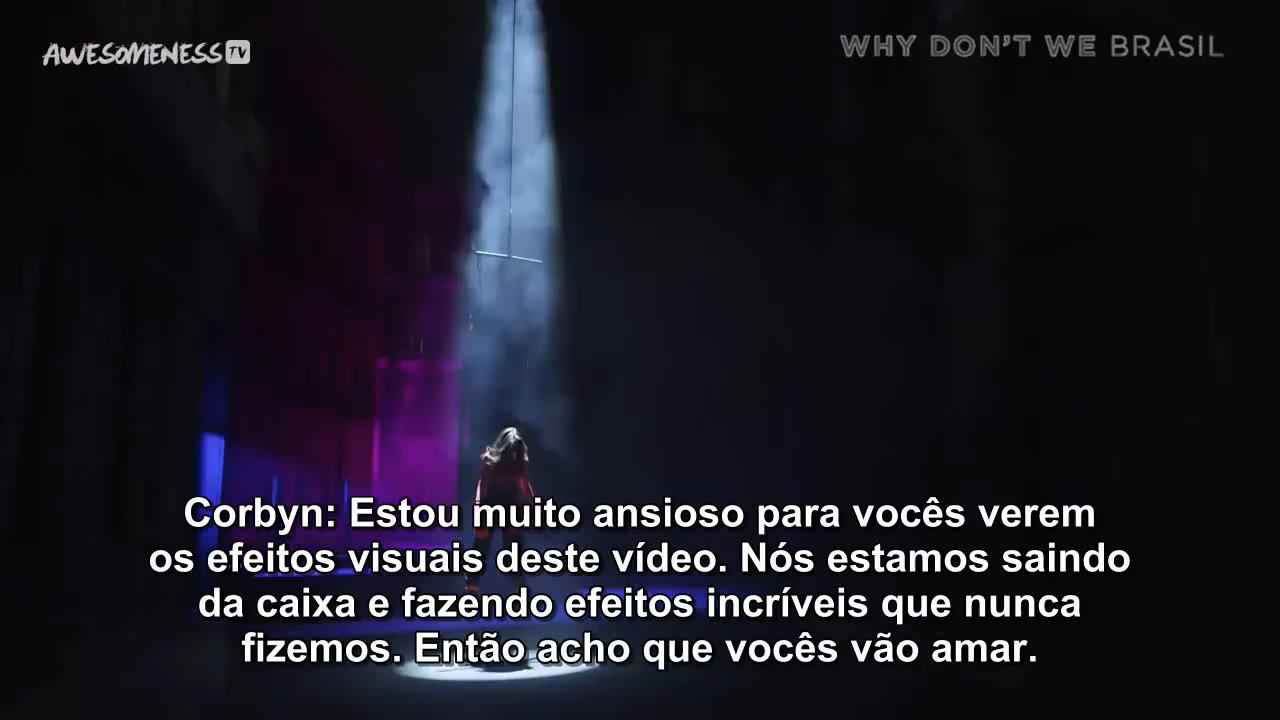 AWESOMENESS TV
WHY DON'T WE BRASIL
Corbyn: Estou muito ansioso para vocês verem
os efeitos visuais deste vídeo. Nós estamos saindo
da caixa e fazendo efeitos incríveis que nunca
fizemos. Então acho que vocês vão amar.